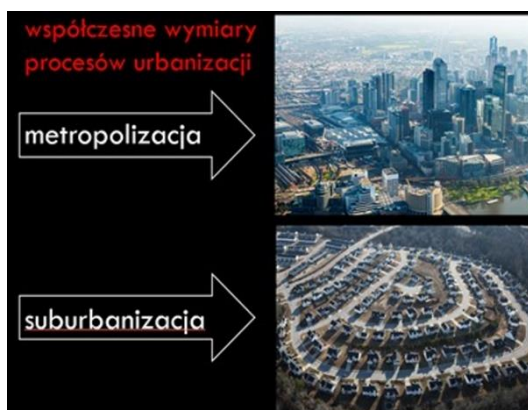 współczesne wymiary
procesów urbanizacji
metropolizacja
suburbanizacja